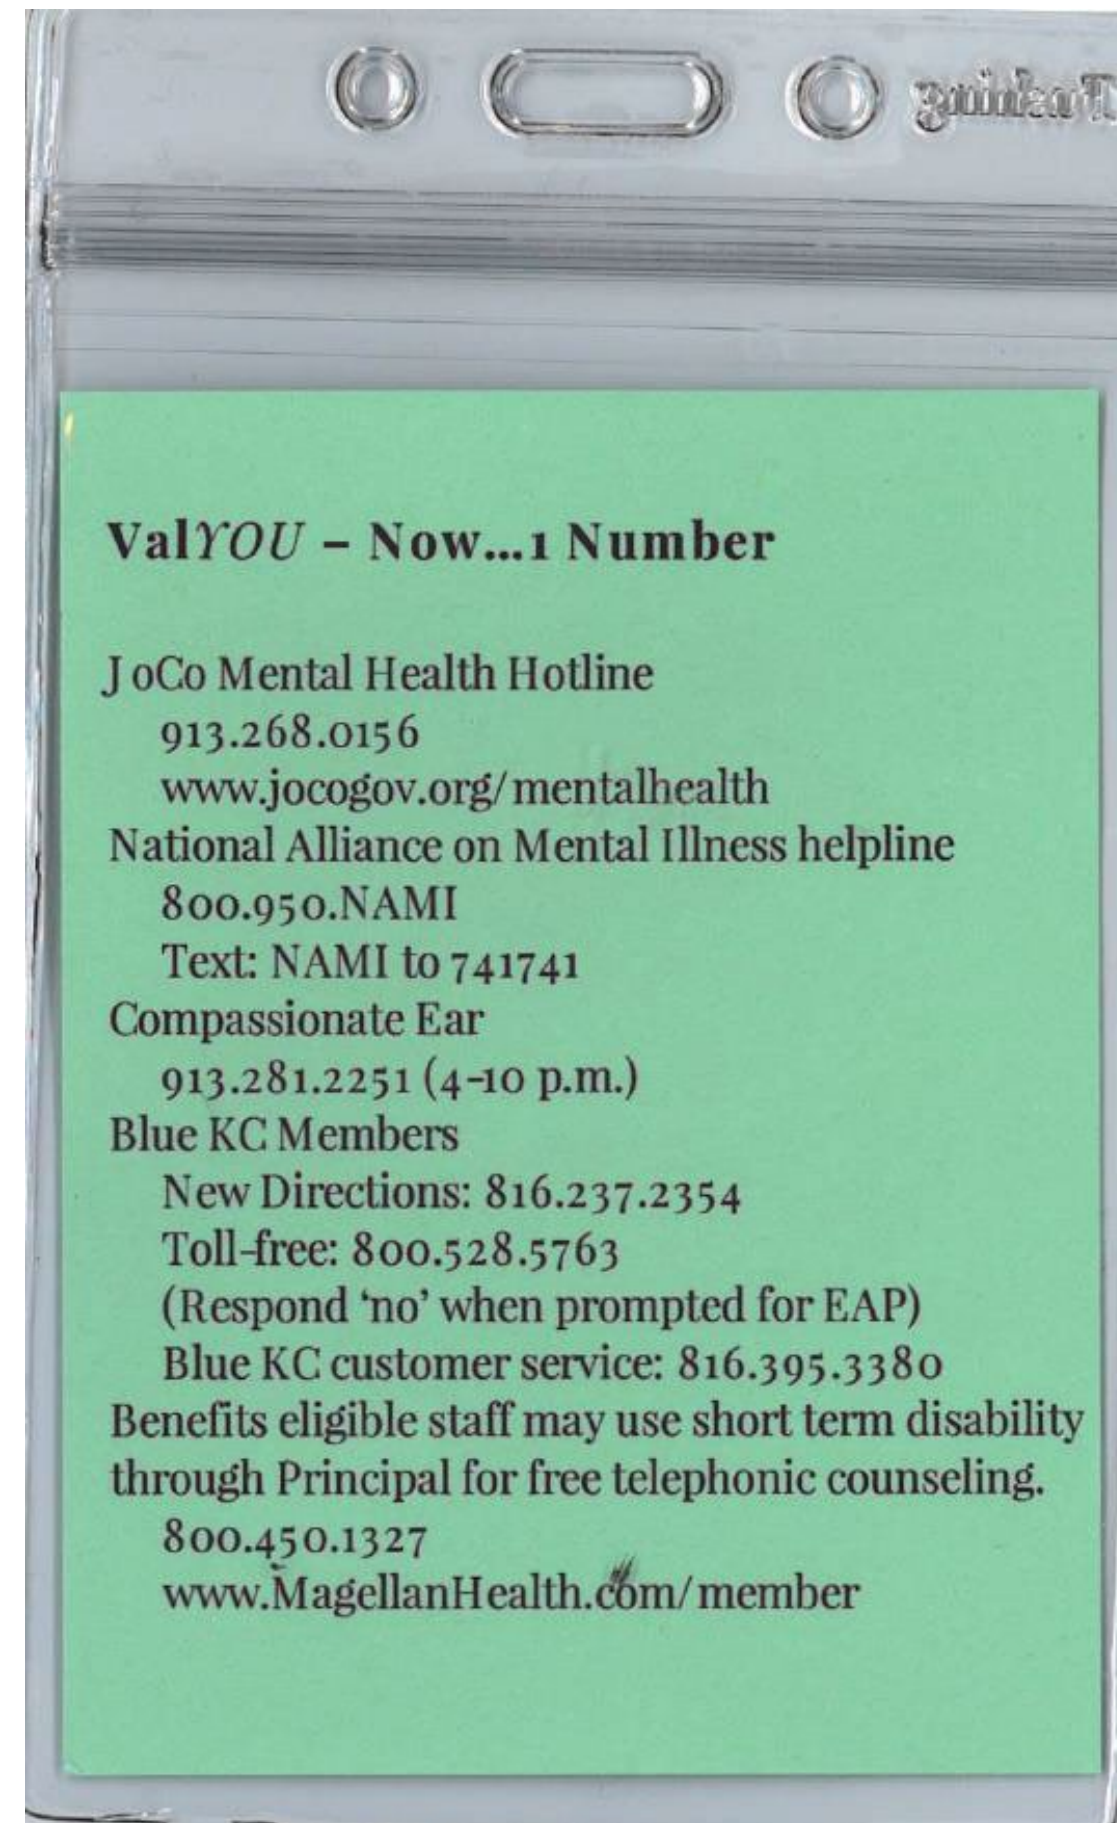 ValYOU – Now...1 Number
JoCo Mental Health Hotline
913.268.0156
www.jocogov.org/mentalhealth
National Alliance on Mental Illness helpline
800.950.NAMI
Text: NAMI to 741741
Compassionate Ear
913.281.2251 (4-10 p.m.)
Blue KC Members
New Directions: 816.237.2354
Toll-free: 800.528.5763
(Respond ‘no’ when prompted for EAP)
Blue KC customer service: 816.395.3380
Benefits eligible staff may use short term disability
through Principal for free telephonic counseling.
800.450.1327
www.MagellanHealth.com/member